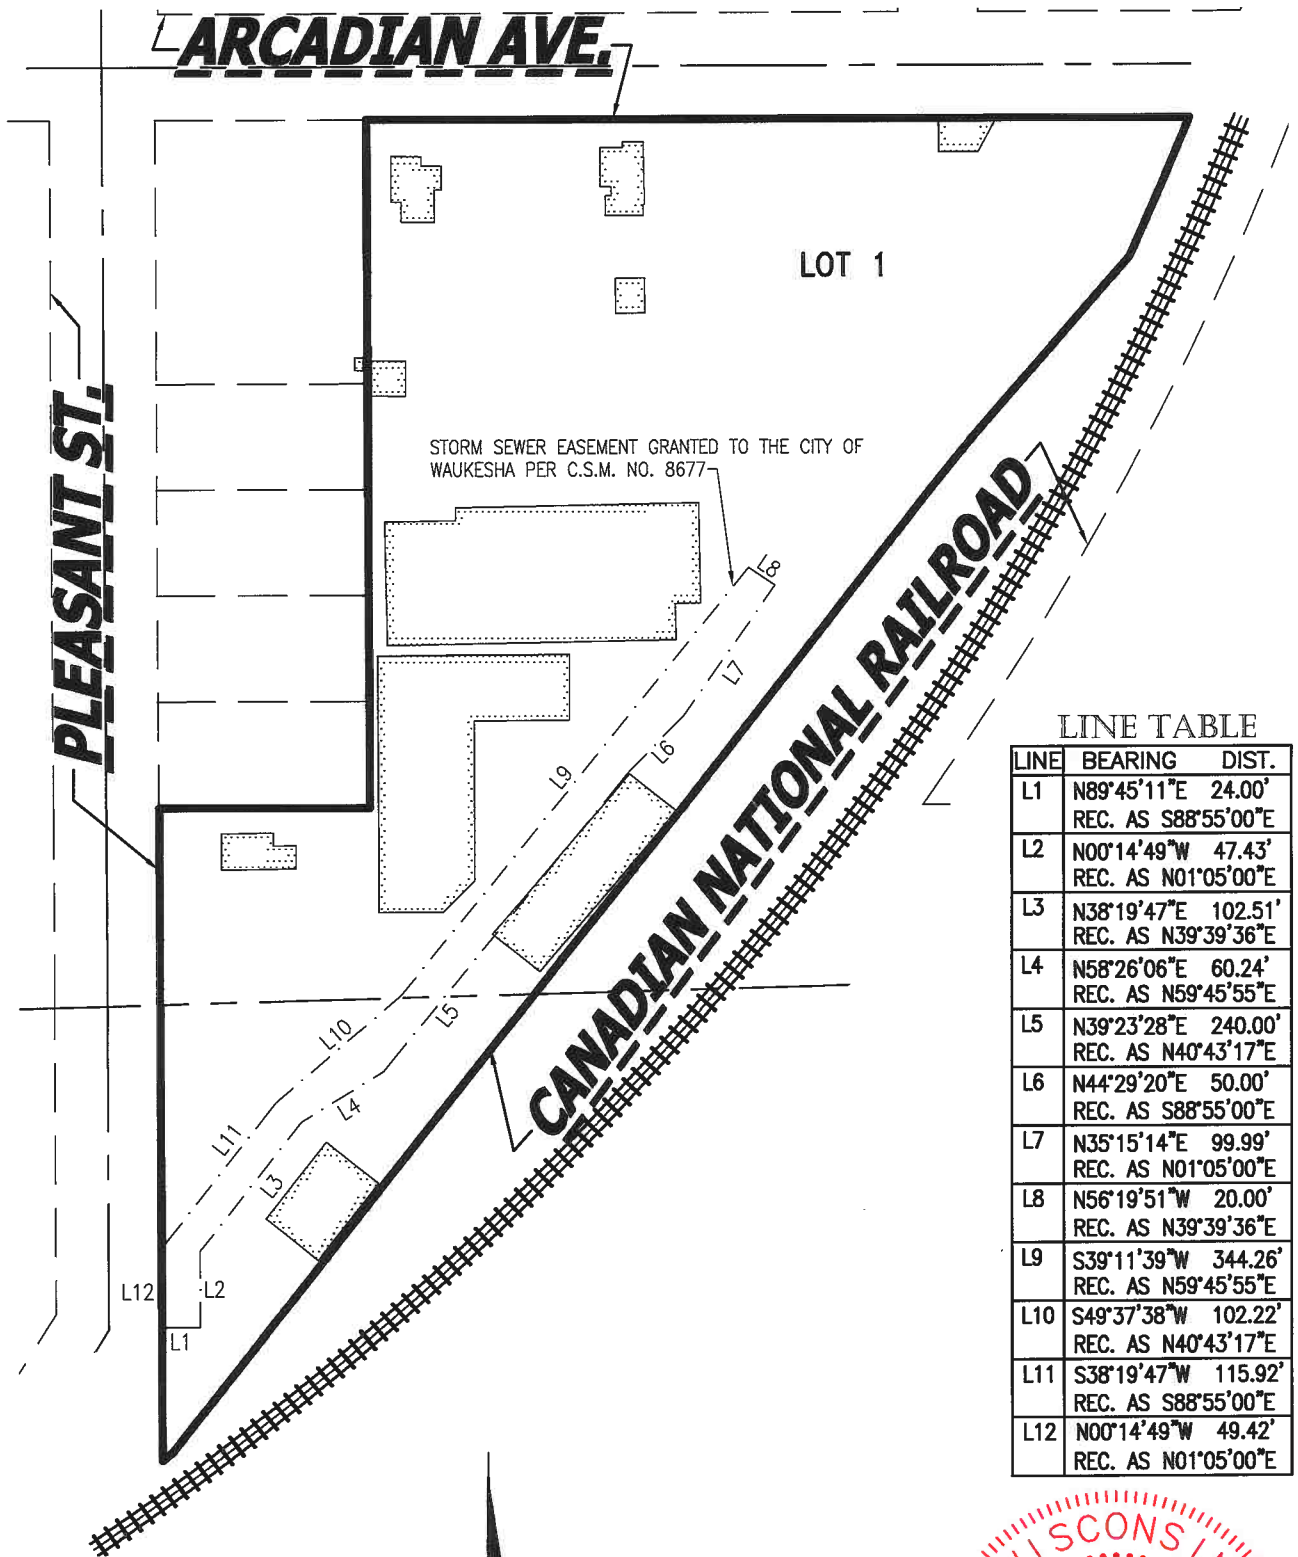 ARCADIAN AVE.
LOT 1
PLEASANT ST.
STORM SEWER EASEMENT GRANTED TO THE CITY OF
WAUKESHA PER C.S.M. NO. 8677
CANADIAN NATIONAL RAILROAD
L8
L7
L6
L9
L5
L10
L4
L11
L3
L12
L2
L1
LINE TABLE
LINE BEARING DIST.
L1 N89°45'11"E 24.00'
REC. AS S88°55'00"E
L2 N00°14'49"W 47.43'
REC. AS N01°05'00"E
L3 N38°19'47"E 102.51'
REC. AS N39°39'36"E
L4 N58°26'06"E 60.24'
REC. AS N59°45'55"E
L5 N39°23'28"E 240.00'
REC. AS N40°43'17"E
L6 N44°29'20"E 50.00'
REC. AS S88°55'00"E
L7 N35°15'14"E 99.99'
REC. AS N01°05'00"E
L8 N56°19'51"W 20.00'
REC. AS N39°39'36"E
L9 S39°11'39"W 344.26'
REC. AS N59°45'55"E
L10 S49°37'38"W 102.22'
REC. AS N40°43'17"E
L11 S38°19'47"W 115.92'
REC. AS S88°55'00"E
L12 N00°14'49"W 49.42'
REC. AS N01°05'00"E
ISCONSI